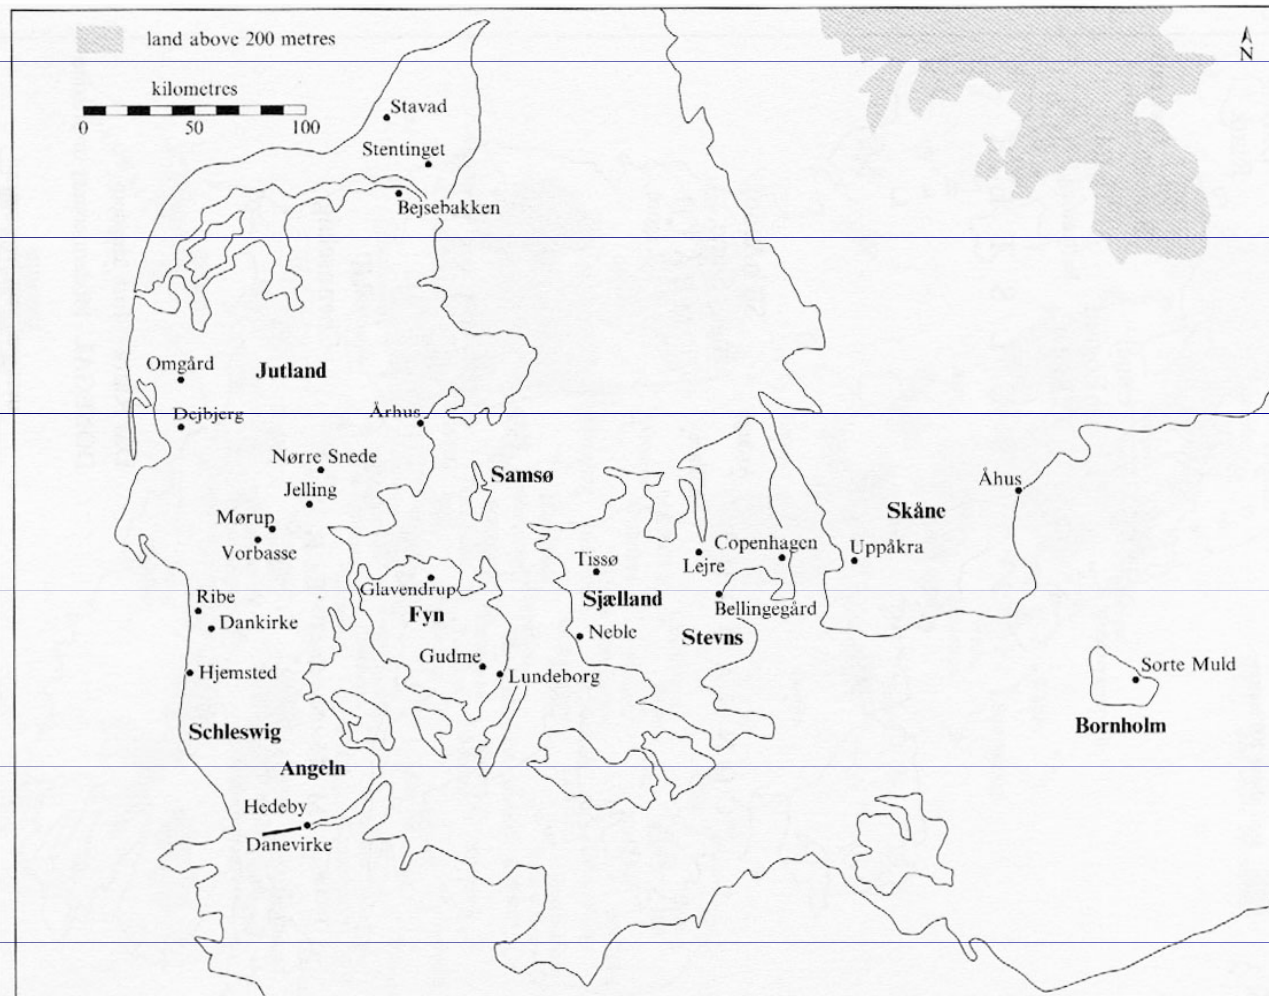 land above 200 metres
N
kilometres
0 50 100
Stavad
Stentinget
Bejsebakken
Omgård
Jutland
Dejbjerg
Århus
Nørre Snede
Samsø
Jelling
Åhus
Skåne
Mørup
Vorbasse
Copenhagen
Uppåkra
Tissø
Lejre
Glavendrup
Ribe
Sjælland
Bellingegård
Fyn
Dankirke
Neble
Stevns
Gudme
Sorte Muld
Hjemsted
Lundeborg
Bornholm
Schleswig
Angeln
Hedeby
Danevirke